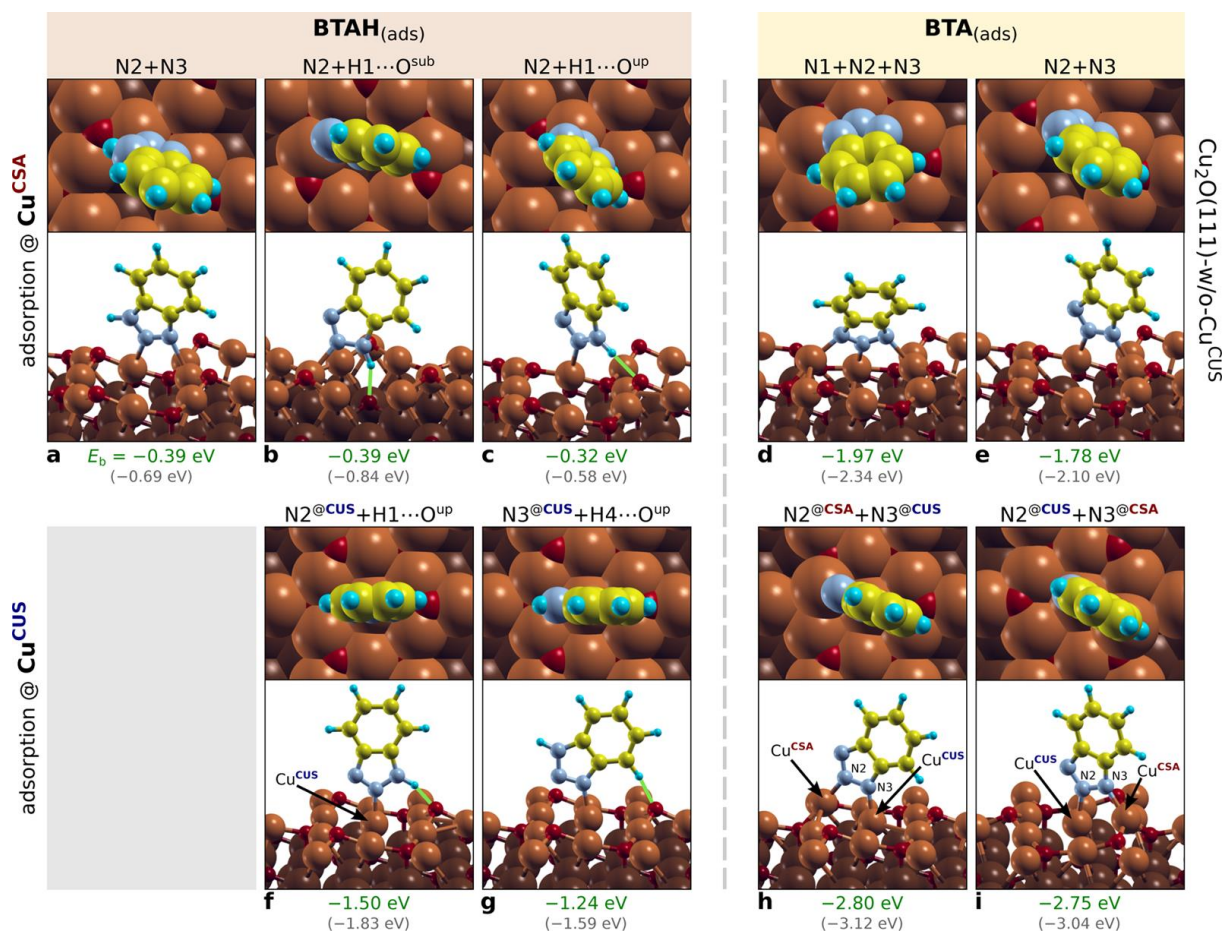 BTAH(ads)
BTA(ads)
N2+N3
N2+H1···Osub
N2+H1···Oup
N1+N2+N3
N2+N3
adsorption @ CuCSA
Cu2O(111)-w/o-CuCUS
a
Eb = −0.39 eV
(−0.69 eV)
b
−0.39 eV
(−0.84 eV)
c
−0.32 eV
(−0.58 eV)
d
−1.97 eV
(−2.34 eV)
e
−1.78 eV
(−2.10 eV)
N2@CUS+H1···Oup
N3@CUS+H4···Oup
N2@CSA+N3@CUS
N2@CUS+N3@CSA
adsorption @ CuCUS
CuCUS
CuCSA
N2
N3
CuCUS
CuCUS
N2
N3
CuCSA
f
−1.50 eV
(−1.83 eV)
g
−1.24 eV
(−1.59 eV)
h
−2.80 eV
(−3.12 eV)
i
−2.75 eV
(−3.04 eV)